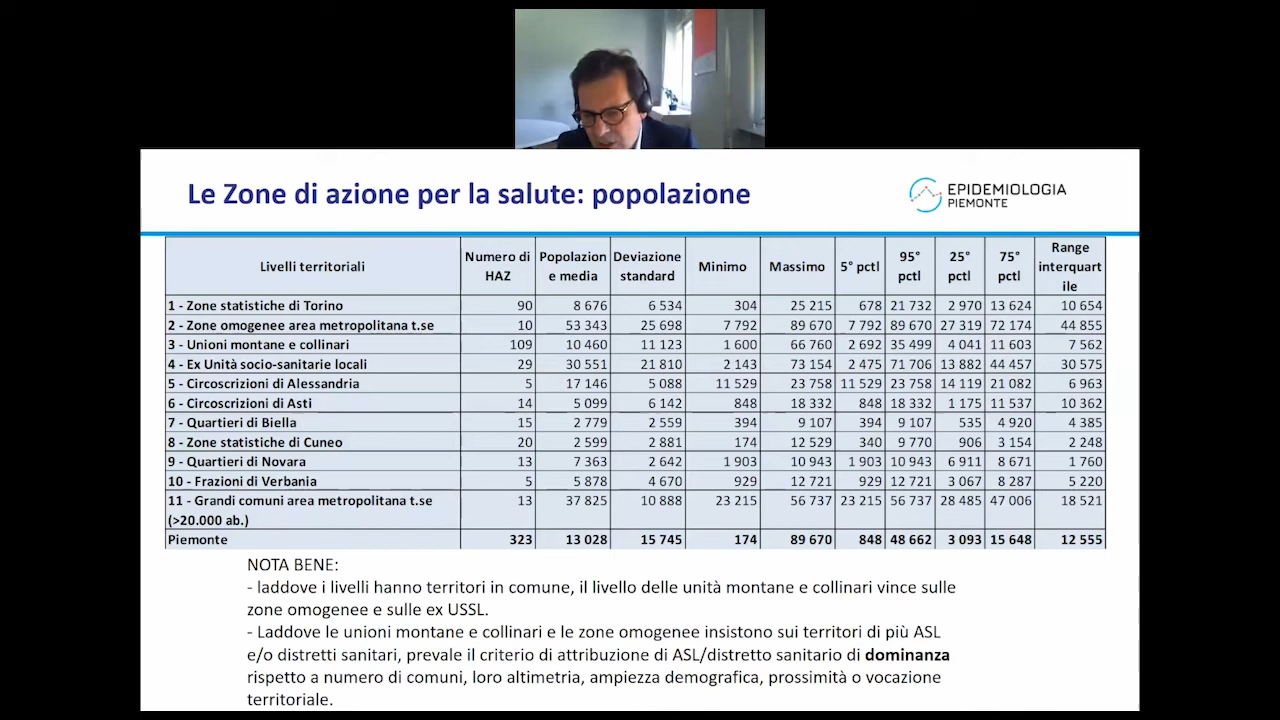 Le Zone di azione per la salute: popolazione
EPIDEMIOLOGIA
PIEMONTE
Livelli territoriali Numero di HAZ Popolazion e media Deviazione standard Minimo Massimo 5° pctl 95° pctl 25° pctl 75° pctl Range interquart ile
1 - Zone statistiche di Torino 90 8 676 6 534 304 25 215 678 21 732 2 970 13 624 10 654
2 - Zone omogenee area metropolitana t.se 10 53 343 25 698 7 792 89 670 7 792 89 670 27 319 72 174 44 855
3 - Unioni montane e collinari 109 10 460 11 123 1 600 66 760 2 692 35 499 4 041 11 603 7 562
4 - Ex Unità socio-sanitarie locali 29 30 551 21 810 2 143 73 154 2 475 71 706 13 882 44 457 30 575
5 - Circoscrizioni di Alessandria 5 17 146 5 088 11 529 23 758 11 529 23 758 14 119 21 082 6 963
6 - Circoscrizioni di Asti 14 5 099 6 142 848 18 332 848 18 332 1 175 11 537 10 362
7 - Quartieri di Biella 15 2 779 2 559 394 9 107 394 9 107 535 4 920 4 385
8 - Zone statistiche di Cuneo 20 2 599 2 881 174 12 529 340 9 770 906 3 154 2 248
9 - Quartieri di Novara 13 7 363 2 642 1 903 10 943 1 903 10 943 6 911 8 671 1 760
10 - Frazioni di Verbania 5 5 878 4 670 929 12 721 929 12 721 3 067 8 287 5 220
11 - Grandi comuni area metropolitana t.se 13 37 825 10 888 23 215 56 737 23 215 56 737 28 485 47 006 18 521
(>20.000 ab.)
Piemonte 323 13 028 15 745 174 89 670 848 48 662 3 093 15 648 12 555
NOTA BENE:
- laddove i livelli hanno territori in comune, il livello delle unità montane e collinari vince sulle
zone omogenee e sulle ex USSL.
- Laddove le unioni montane e collinari e le zone omogenee insistono sui territori di più ASL
e/o distretti sanitari, prevale il criterio di attribuzione di ASL/distretto sanitario di dominanza
rispetto a numero di comuni, loro altimetria, ampiezza demografica, prossimità o vocazione
territoriale.